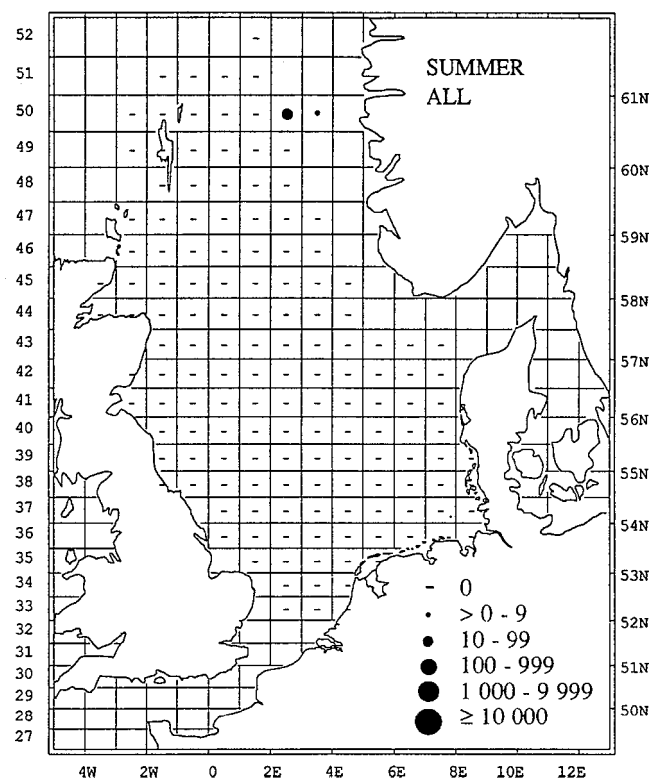 SUMMER
ALL
52
51
50
49
48
47
46
45
44
43
42
41
40
39
38
37
36
35
34
33
32
31
30
29
28
27
61N
60N
59N
58N
57N
56N
55N
54N
53N
52N
51N
50N
- 0
> 0 - 9
10 - 99
100 - 999
1 000 - 9 999
≥ 10 000
4W 2W 0 2E 4E 6E 8E 10E 12E